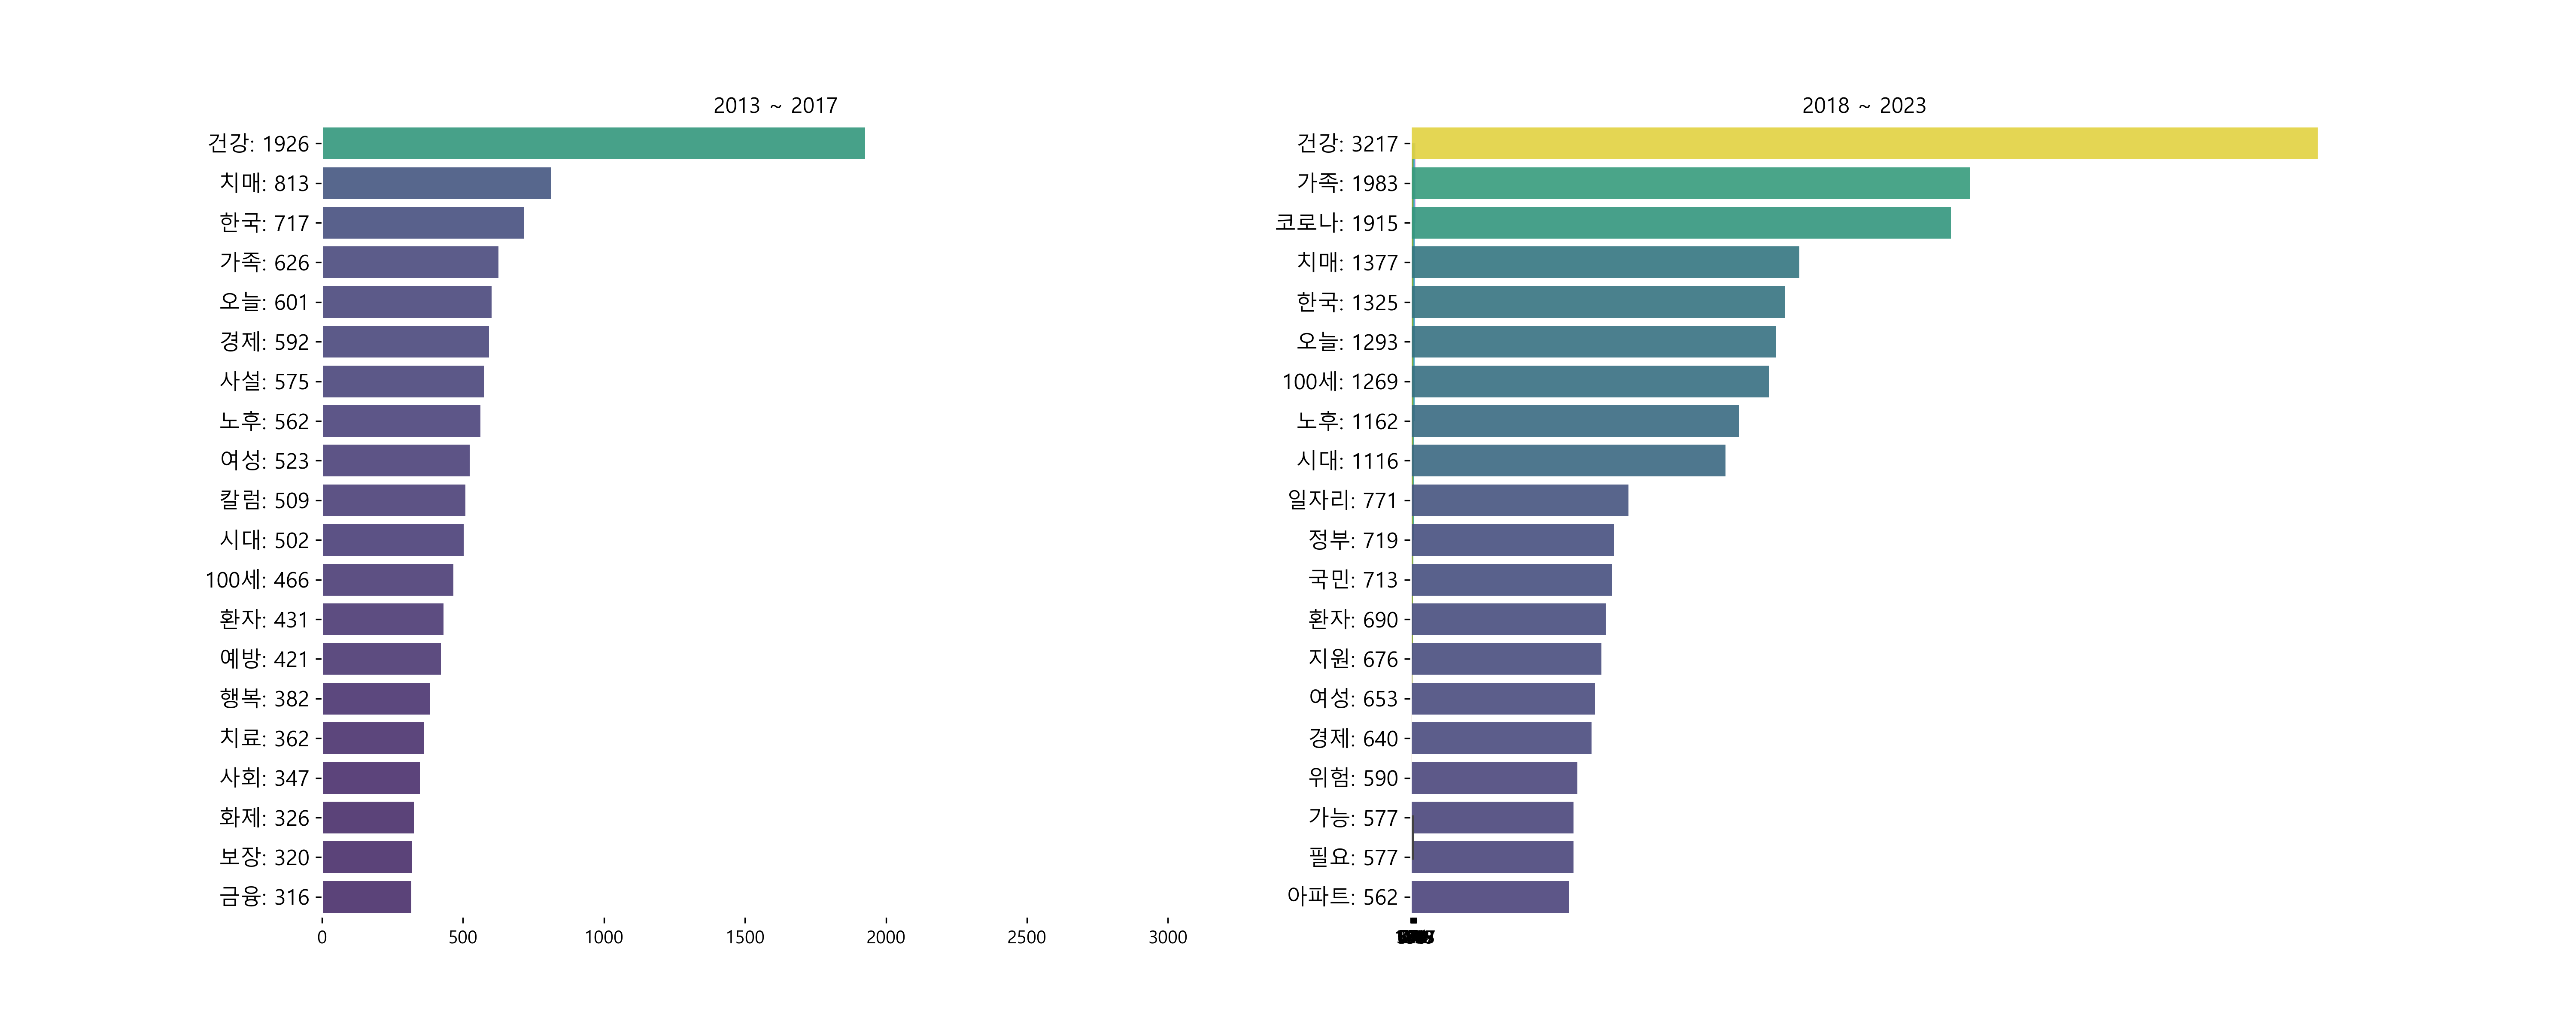 2013 ~ 2017
건강: 1926
치매: 813
한국: 717
가족: 626
오늘: 601
경제: 592
사설: 575
노후: 562
여성: 523
칼럼: 509
시대: 502
100세: 466
환자: 431
예방: 421
행복: 382
치료: 362
사회: 347
화제: 326
보장: 320
금융: 316
0 500 1000 1500 2000 2500 3000
2018 ~ 2023
건강: 3217
가족: 1983
코로나: 1915
치매: 1377
한국: 1325
오늘: 1293
100세: 1269
노후: 1162
시대: 1116
일자리: 771
정부: 719
국민: 713
환자: 690
지원: 676
여성: 653
경제: 640
위험: 590
가능: 577
필요: 577
아파트: 562